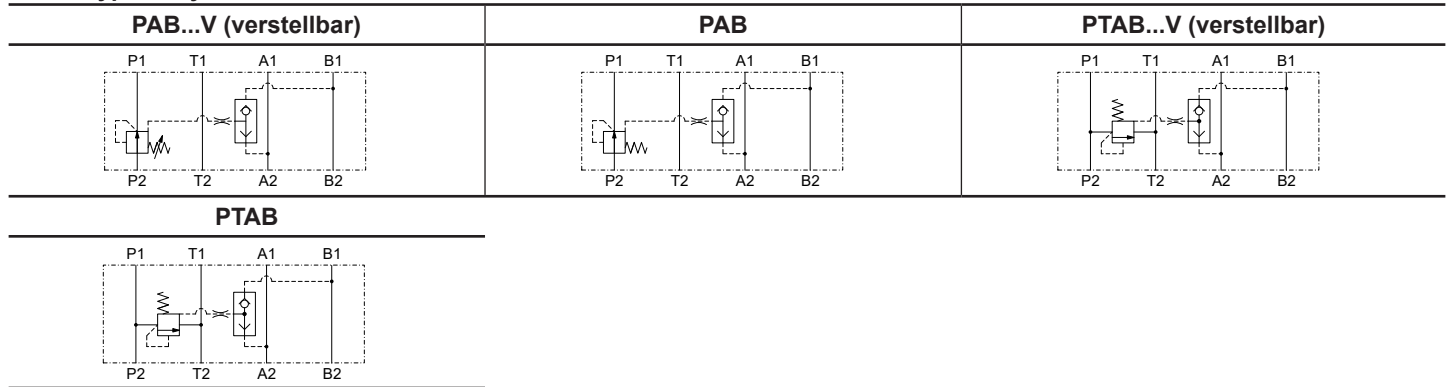 PAB...V (verstellbar) PAB PTAB...V (verstellbar)
P1 T1 A1 B1 P1 T1 A1 B1 P1 T1 A1 B1
P2 T2 A2 B2 P2 T2 A2 B2 P2 T2 A2 B2
PTAB
P1 T1 A1 B1
P2 T2 A2 B2